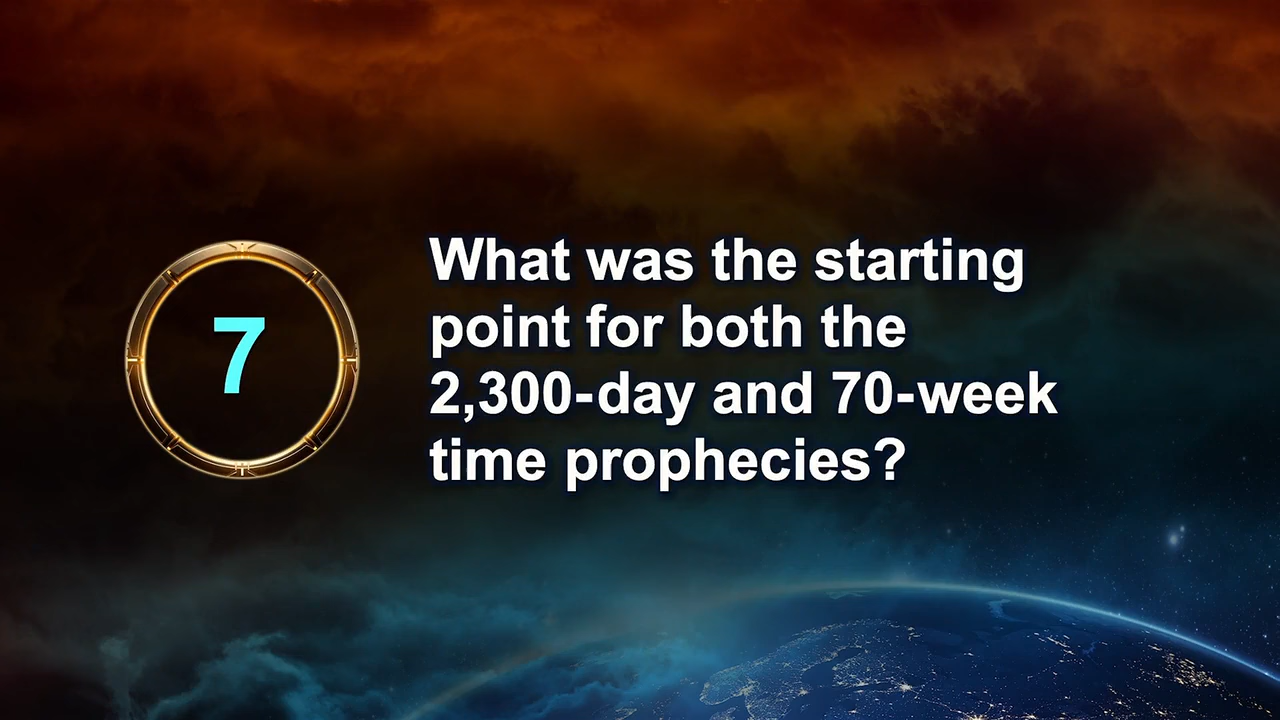 7
What was the starting
point for both the
2,300-day and 70-week
time prophecies?